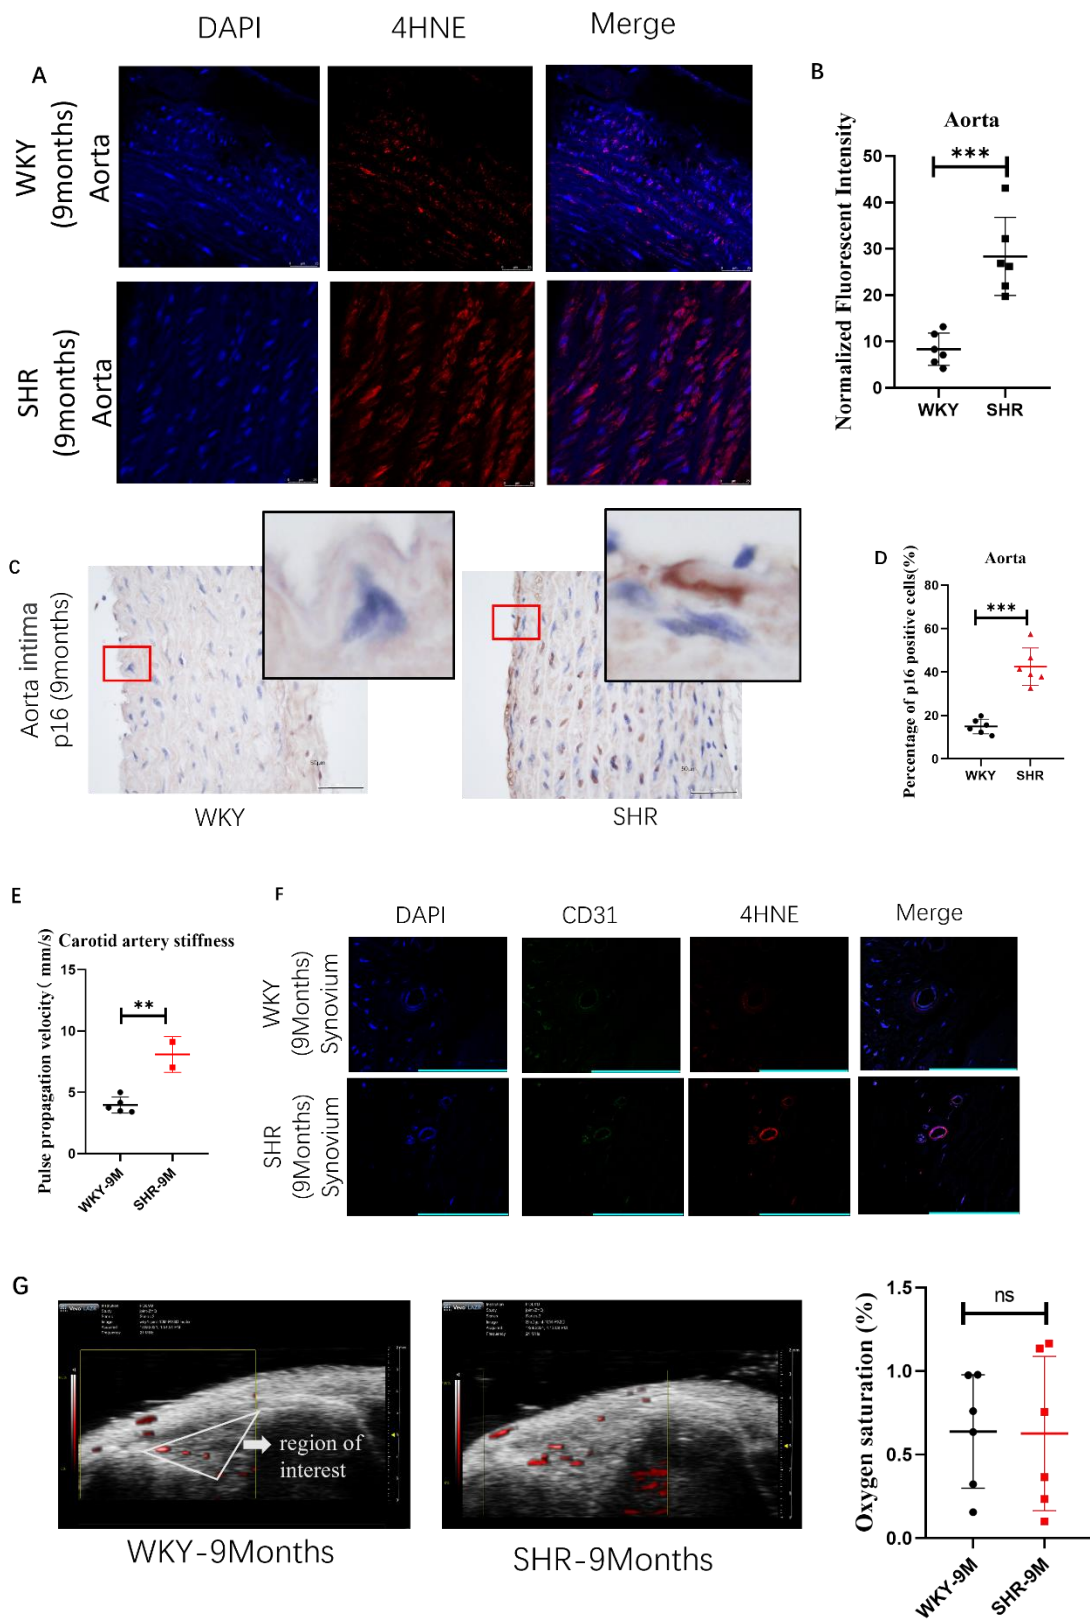 DAPI 4HNE Merge
A
WKY
(9months)
Aorta
SHR
(9months)
Aorta
B
Aorta
Normalized Fluorescent Intensity
50
40
30
20
10
0
***
WKY SHR
C
Aorta intima
p16 (9months)
50μm
50μm
WKY SHR
D
Aorta
Percentage of p16 positive cells(%)
80
60
40
20
0
***
WKY SHR
E
Carotid artery stiffness
Pulse propagation velocity( mm/s)
15
10
5
0
**
WKY-9M SHR-9M
F
DAPI CD31 4HNE Merge
WKY
(9Months)
Synovium
SHR
(9Months)
Synovium
G
region of
interest
WKY-9Months SHR-9Months
Oxygen saturation (%)
1.5
1.0
0.5
0.0
ns
WKY-9M SHR-9M